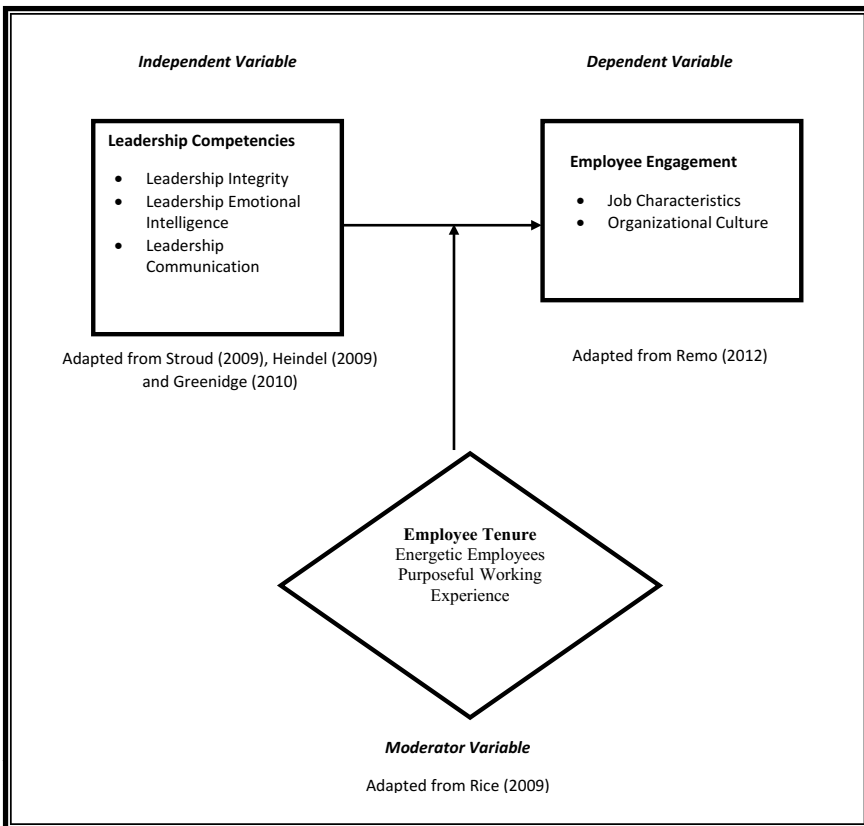 Independent Variable
Dependent Variable
Leadership Competencies
• Leadership Integrity
• Leadership Emotional
Intelligence
• Leadership
Communication
Employee Engagement
• Job Characteristics
• Organizational Culture
Adapted from Stroud (2009), Heindel (2009)
and Greenidge (2010)
Adapted from Remo (2012)
Employee Tenure
Energetic Employees
Purposeful Working
Experience
Moderator Variable
Adapted from Rice (2009)